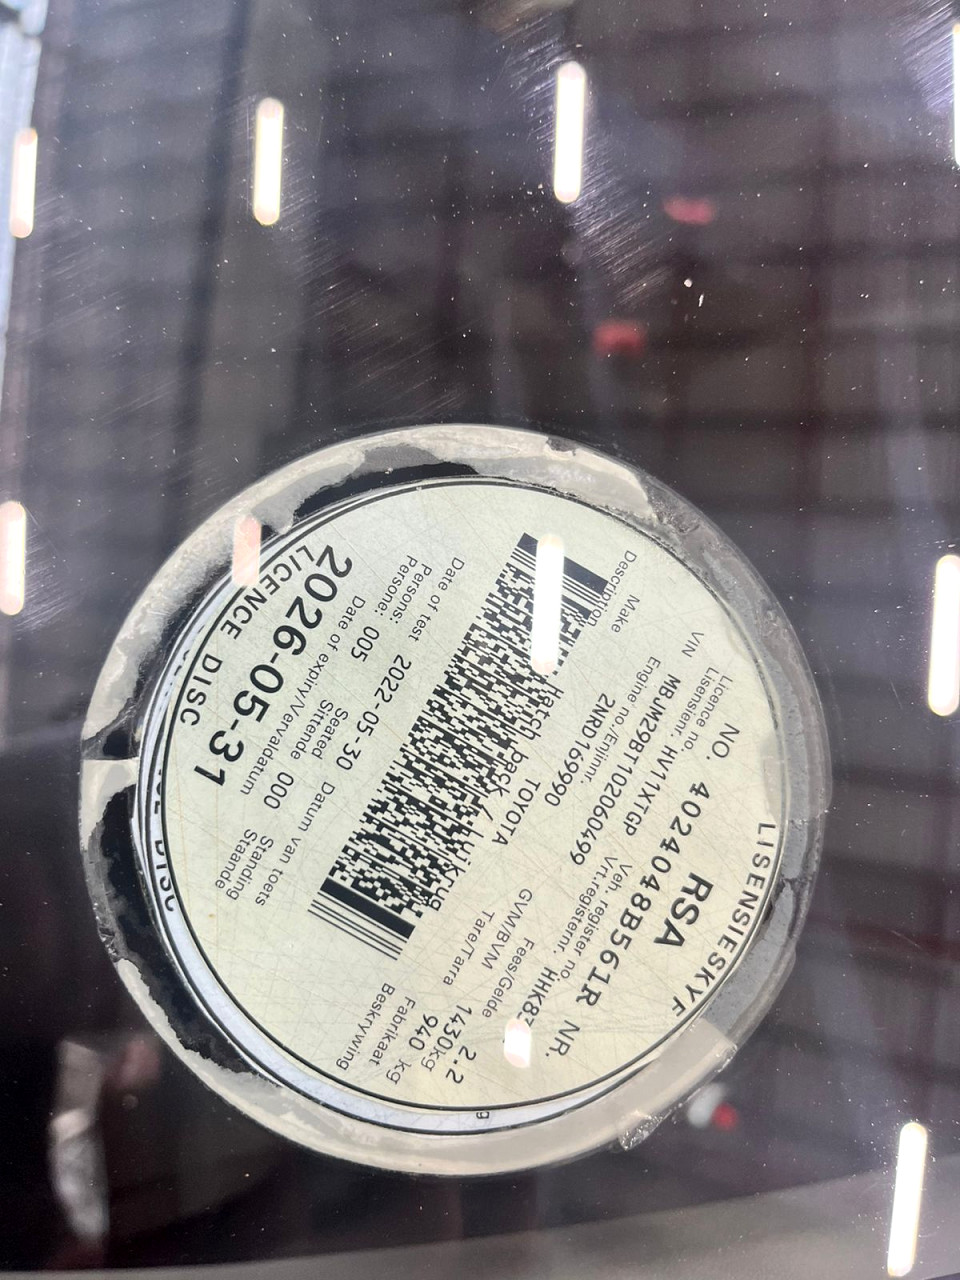 LISENSIESKYF
RSA
NO. 4024048B561R NR.
Licence no. Veh. register no.
Lisensienr. HV11XTGP Vrt.registernr.
VIN MBJM29BT102060499
Engine no./Enjinnr. 2NRD169990
Fees/Gelde 2.2
GVM/BVM 1430kg
Tare/Tarra 940 kg
Make TOYOTA Fabrikaat
Description Hatch back / Luikrug Beskrywing
Date of test 2022-05-30 Datum van toets
Persons: Seated Standing
Persone: 005 Sittende 000 Staande
Date of expiry/Vervaldatum
2026-05-31
LICENCE DISC